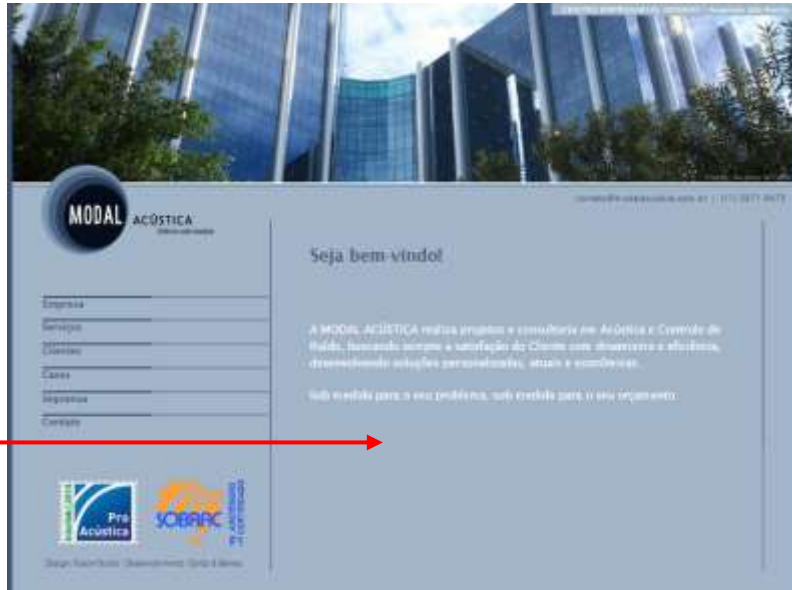 MODAL ACÚSTICA
Seja bem-vindo!
Empresa
Serviços
Clientes
Cases
Imprensa
Contato
A MODAL ACÚSTICA realiza projetos e consultoria em Acústica e Controle de
Ruído, buscando sempre a satisfação do Cliente com dinamismo e eficiência,
desenvolvendo soluções personalizadas, atuais e econômicas.
Sob medida para o seu problema, sob medida para o seu orçamento.
Pro
Acústica
SOBRAC